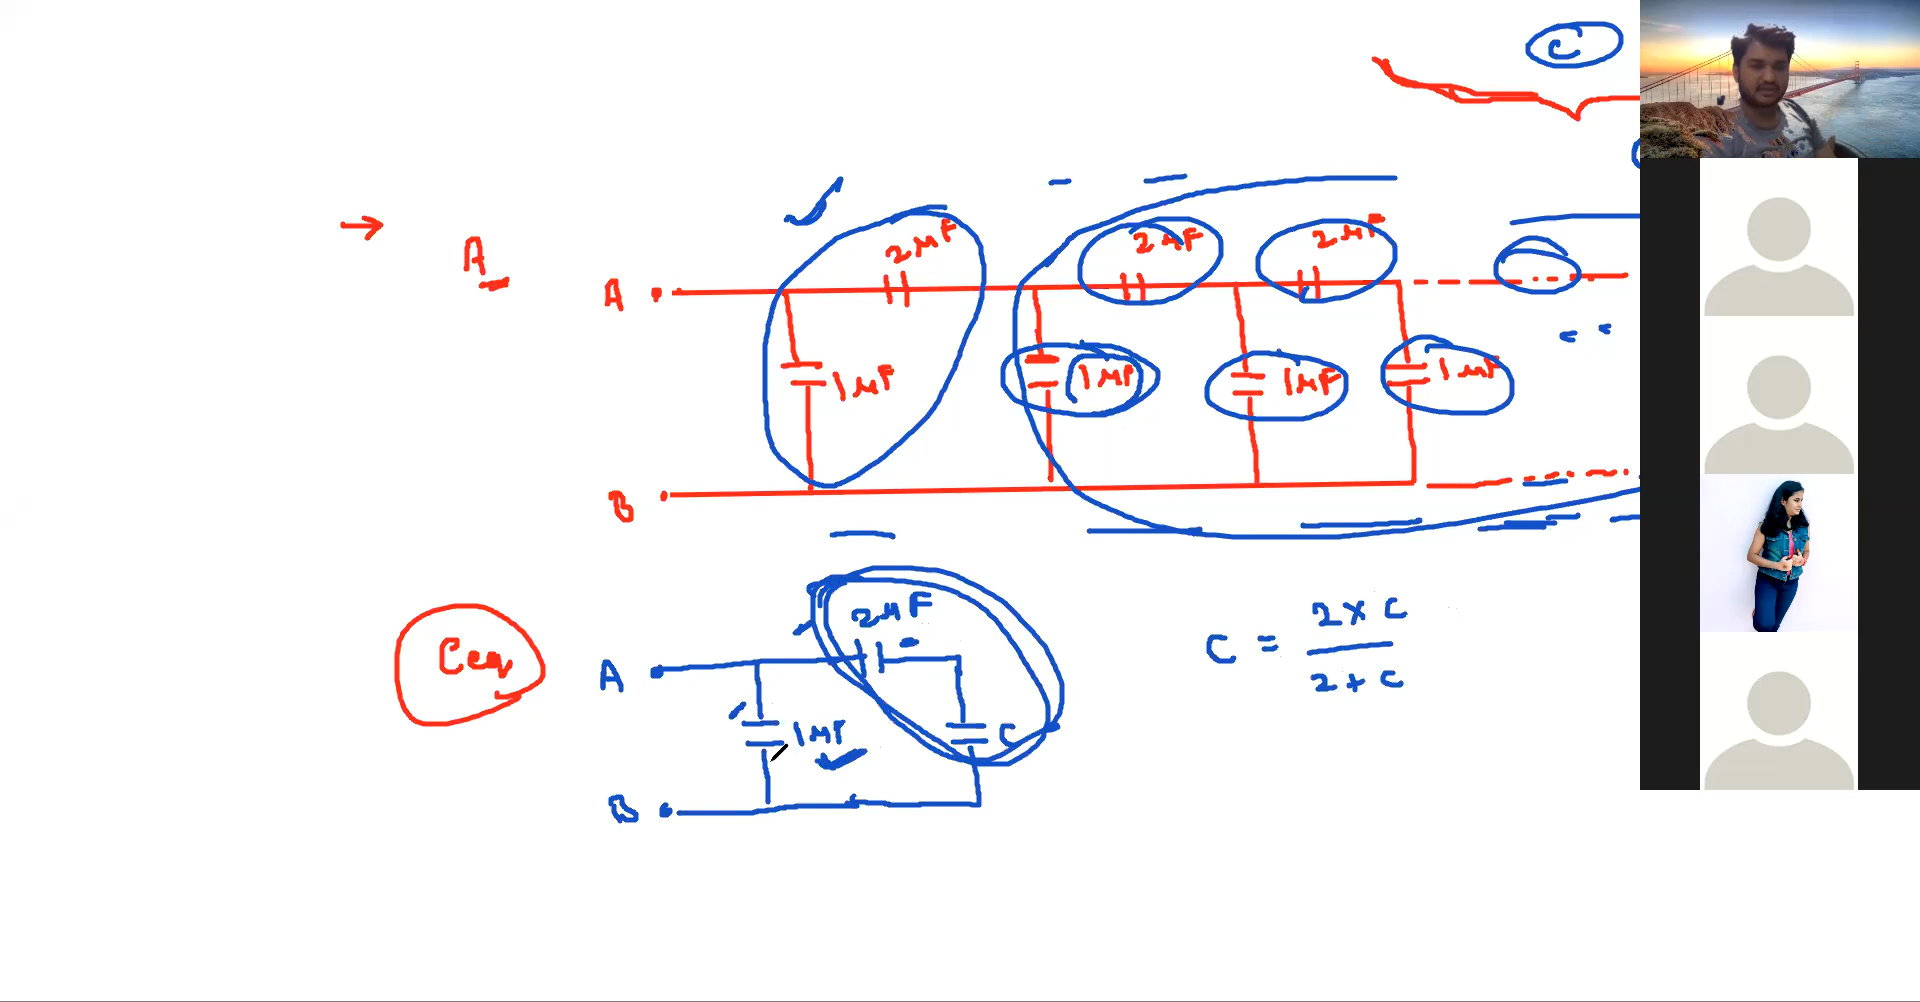 C
A
2μF 2μF 2μF
A
1μF 1μF 1μF 1μF
B
2μF
C = 2 × C
2 + C
Ceq
A
1μF C
B